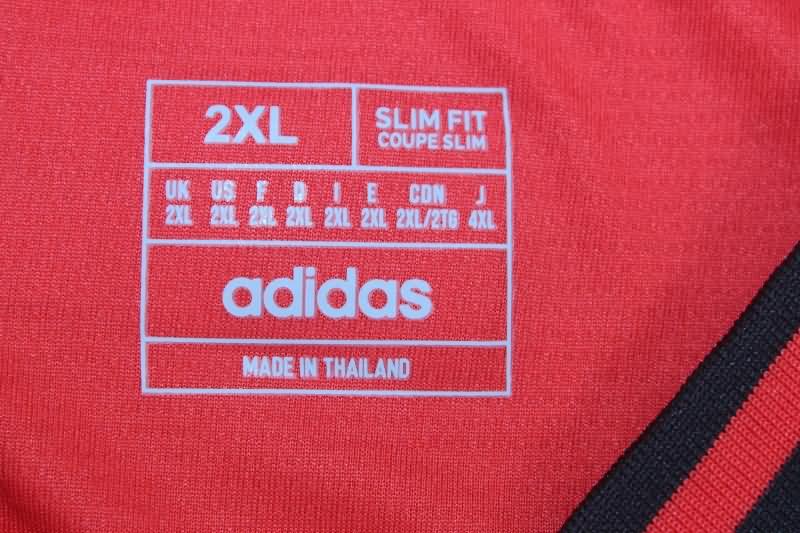 2XL
SLIM FIT
COUPE SLIM
UK US F D I E CDN J
2XL 2XL 2XL 2XL 2XL 2XL 2XL/2TG 4XL
adidas
MADE IN THAILAND